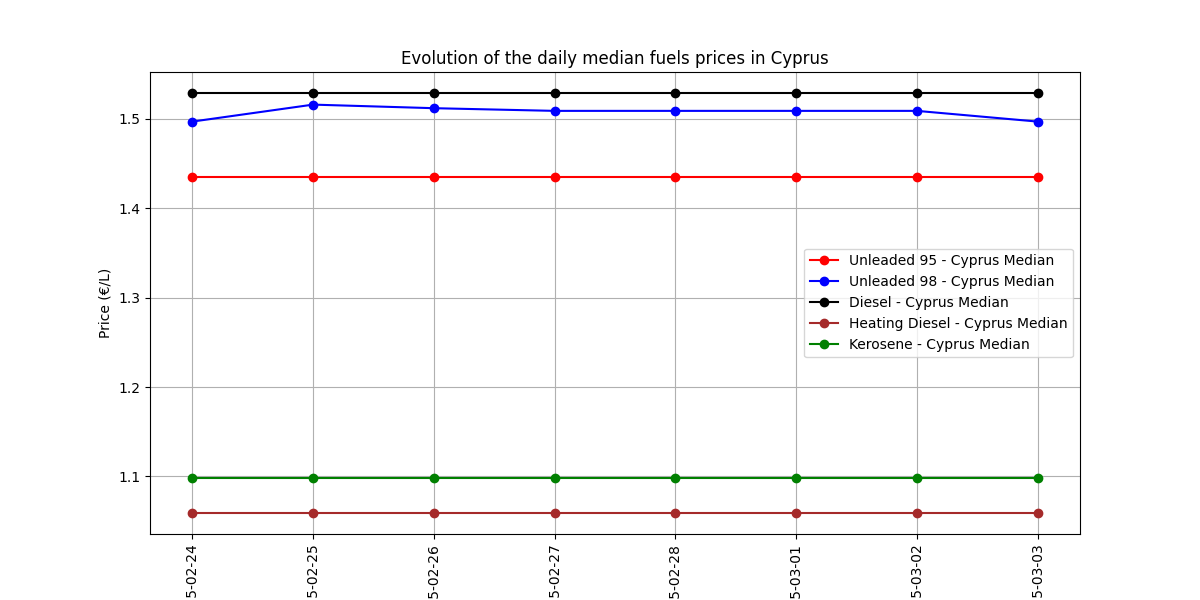 Evolution of the daily median fuels prices in Cyprus
Price (€/L)
1.5
1.4
1.3
1.2
1.1
Unleaded 95 - Cyprus Median
Unleaded 98 - Cyprus Median
Diesel - Cyprus Median
Heating Diesel - Cyprus Median
Kerosene - Cyprus Median
5-02-24
5-02-25
5-02-26
5-02-27
5-02-28
5-03-01
5-03-02
5-03-03